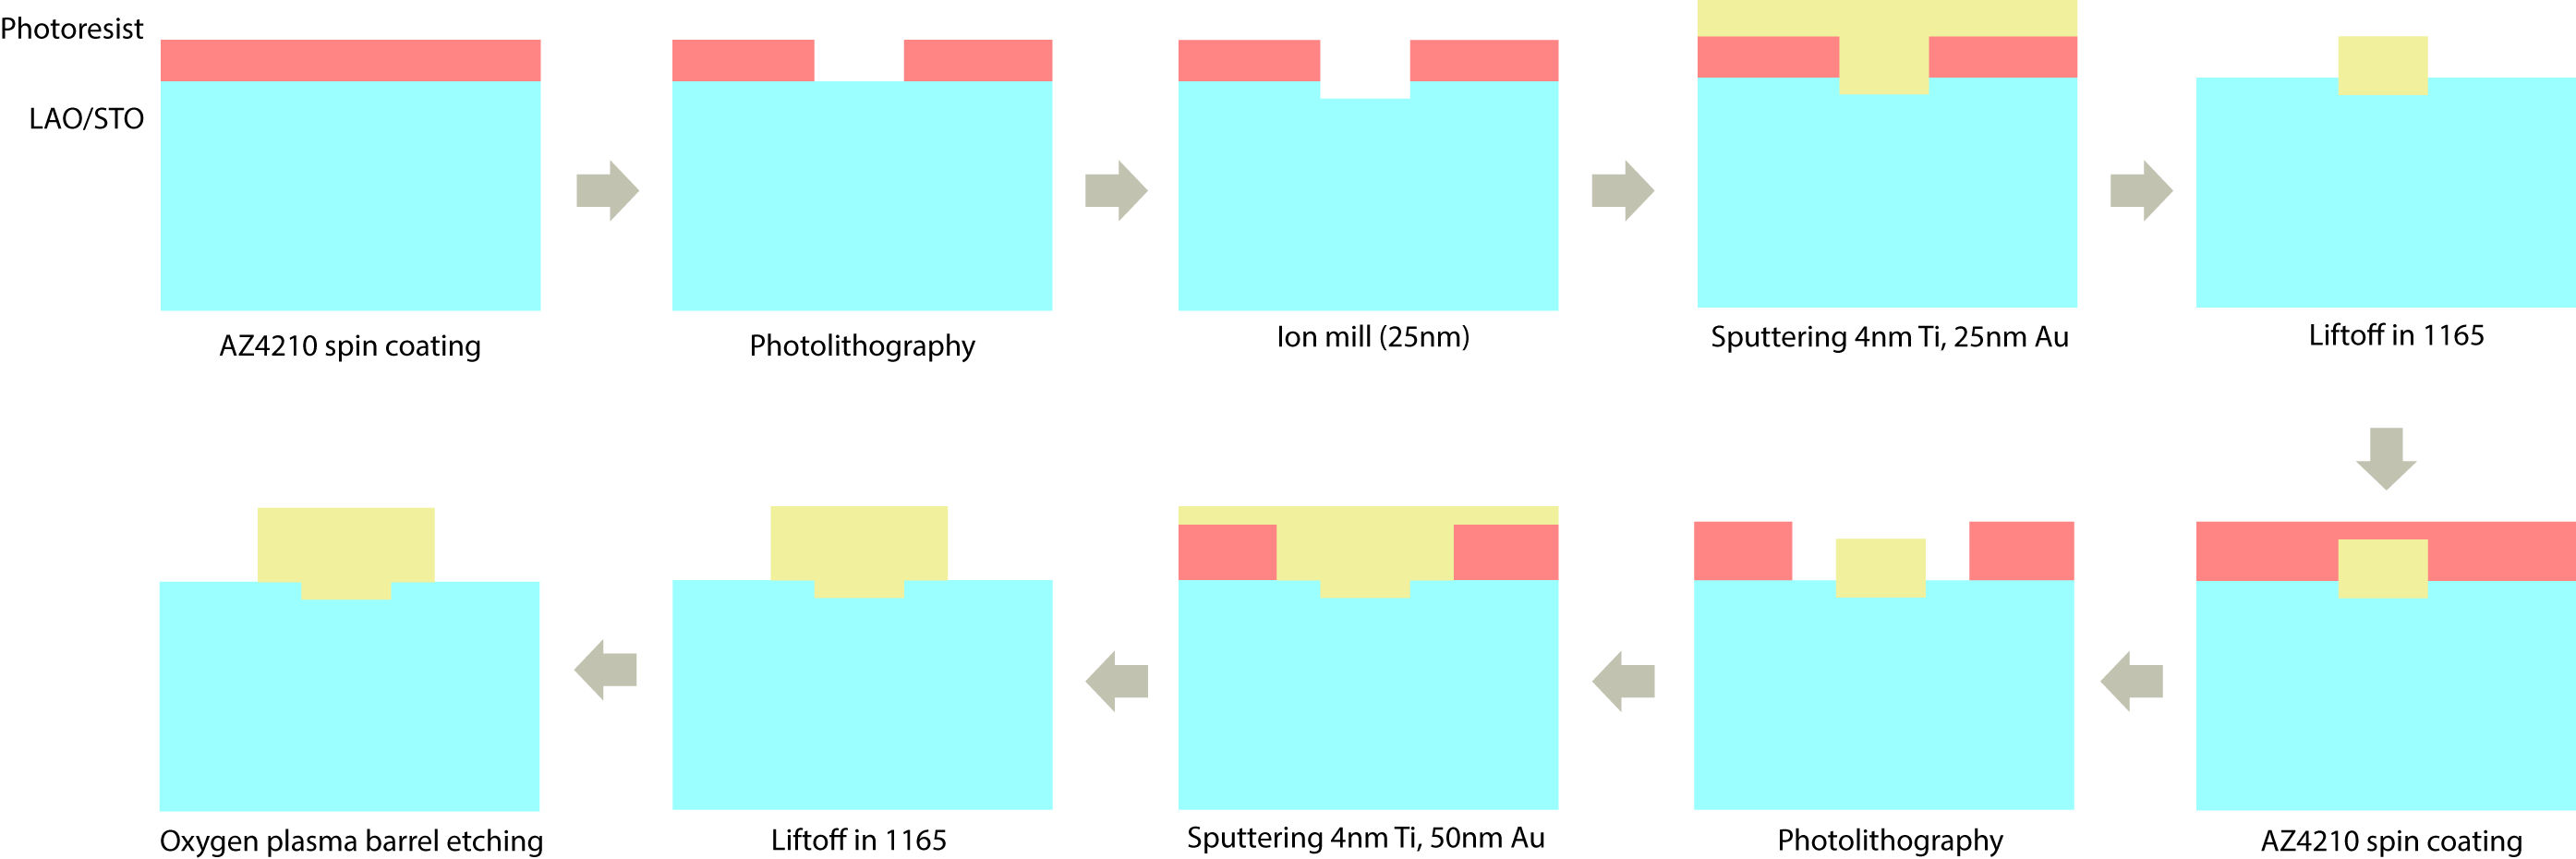 Photoresist
LAO/STO
AZ4210 spin coating
Photolithography
Ion mill (25nm)
Sputtering 4nm Ti, 25nm Au
Liftoff in 1165
Oxygen plasma barrel etching
Liftoff in 1165
Sputtering 4nm Ti, 50nm Au
Photolithography
AZ4210 spin coating